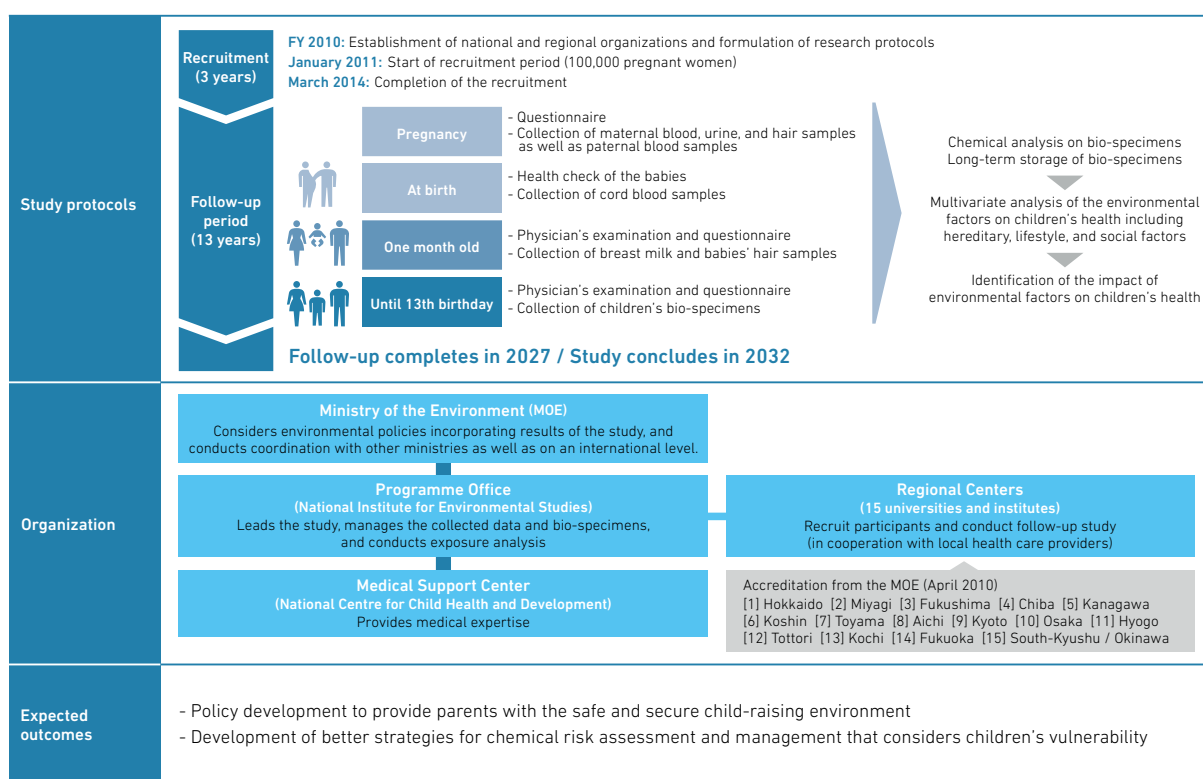 Study protocols
Recruitment
(3 years)
FY 2010: Establishment of national and regional organizations and formulation of research protocols
January 2011: Start of recruitment period (100,000 pregnant women)
March 2014: Completion of the recruitment
Follow-up
period
(13 years)
Pregnancy
- Questionnaire
- Collection of maternal blood, urine, and hair samples
as well as paternal blood samples
At birth
- Health check of the babies
- Collection of cord blood samples
One month old
- Physician's examination and questionnaire
- Collection of breast milk and babies' hair samples
Until 13th birthday
- Physician's examination and questionnaire
- Collection of children's bio-specimens
Chemical analysis on bio-specimens
Long-term storage of bio-specimens
Multivariate analysis of the environmental
factors on children's health including
hereditary, lifestyle, and social factors
Identification of the impact of
environmental factors on children's health
Follow-up completes in 2027 / Study concludes in 2032
Organization
Ministry of the Environment (MOE)
Considers environmental policies incorporating results of the study, and
conducts coordination with other ministries as well as on an international level.
Programme Office
(National Institute for Environmental Studies)
Leads the study, manages the collected data and bio-specimens,
and conducts exposure analysis
Medical Support Center
(National Centre for Child Health and Development)
Provides medical expertise
Regional Centers
(15 universities and institutes)
Recruit participants and conduct follow-up study
(in cooperation with local health care providers)
Accreditation from the MOE (April 2010)
[1] Hokkaido [2] Miyagi [3] Fukushima [4] Chiba [5] Kanagawa
[6] Koshin [7] Toyama [8] Aichi [9] Kyoto [10] Osaka [11] Hyogo
[12] Tottori [13] Kochi [14] Fukuoka [15] South-Kyushu / Okinawa
Expected
outcomes
- Policy development to provide parents with the safe and secure child-raising environment
- Development of better strategies for chemical risk assessment and management that considers children's vulnerability